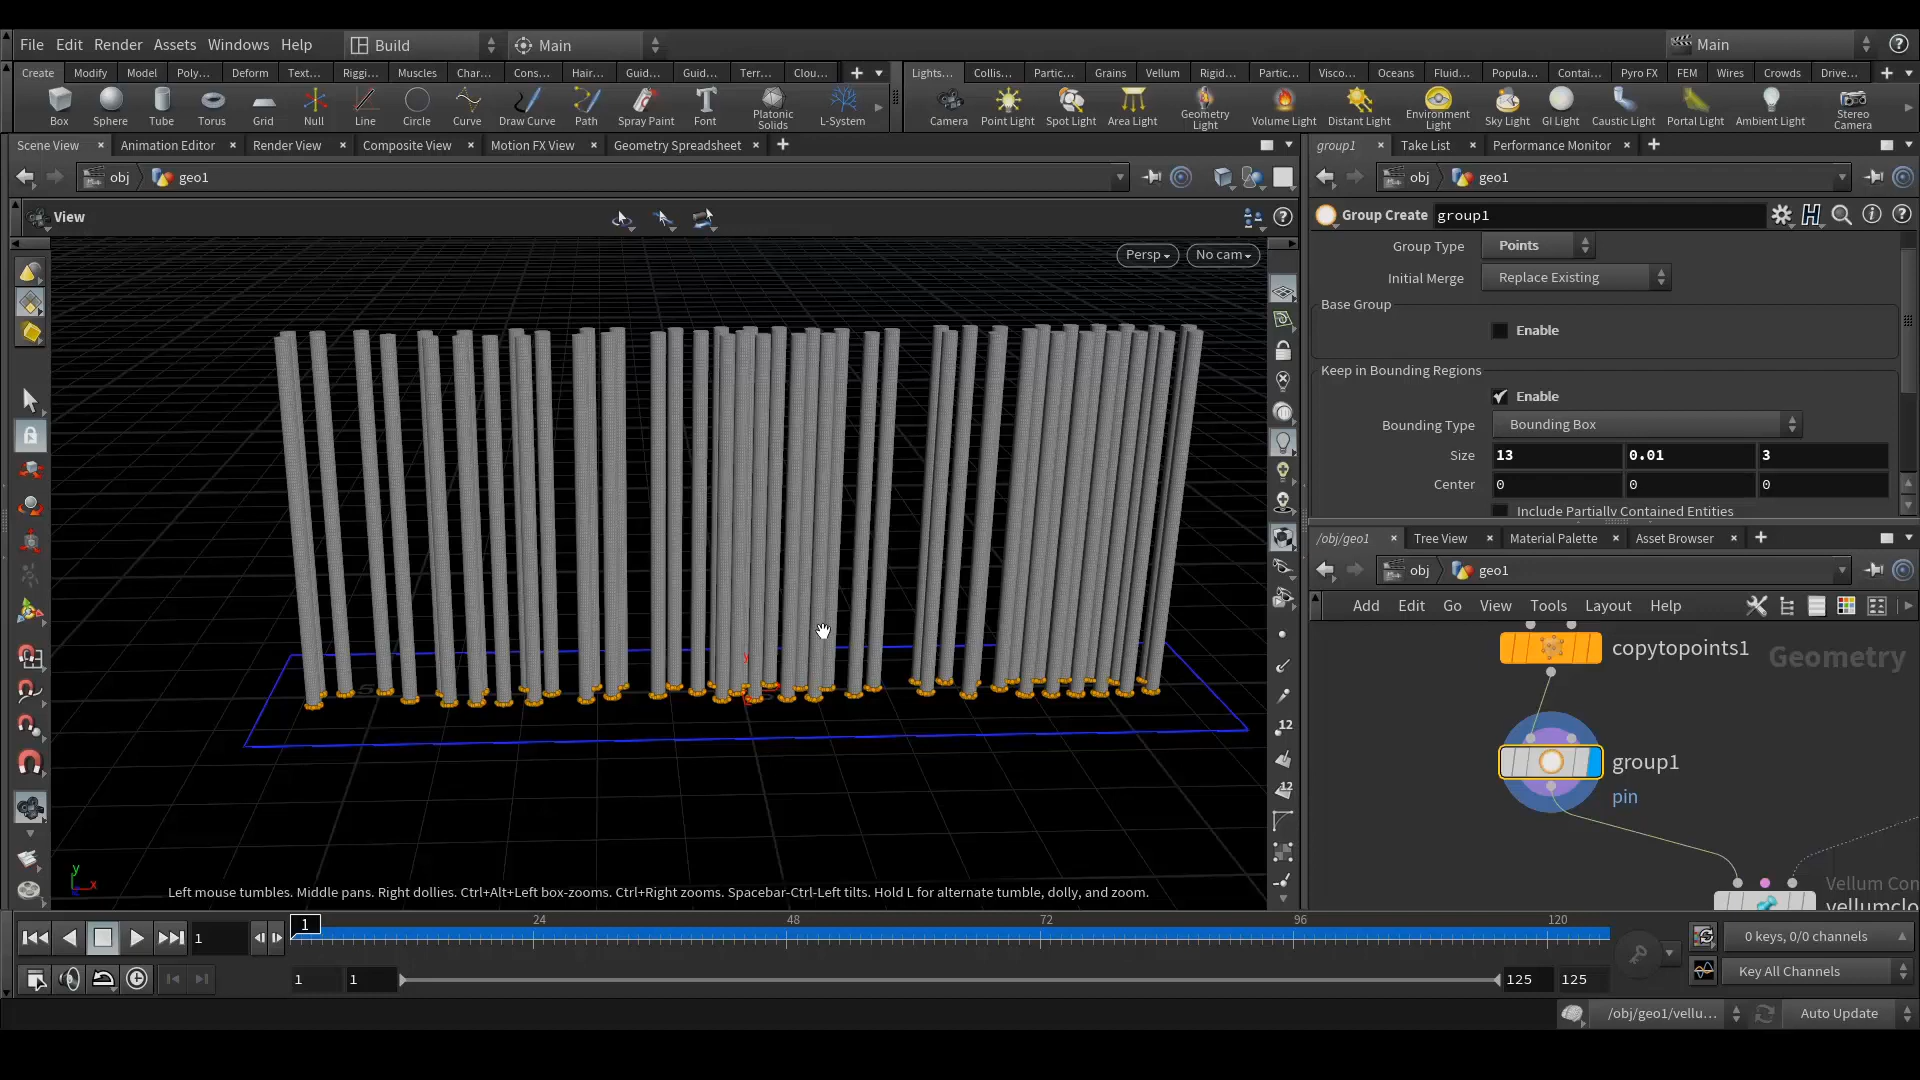 File Edit Render Assets Windows Help Build Main Main
Create Modify Model Poly... Deform Text... Riggi... Muscles Char... Cons... Hair... Guid... Guid... Terr... Clou... Lights... Collis... Partic... Grains Vellum Rigid... Partic... Visco... Oceans Fluid... Popula... Contai... Pyro FX FEM Wires Crowds Drive...
Box Sphere Tube Torus Grid Null Line Circle Curve Draw Curve Path Spray Paint Font Platonic Solids L-System Camera Point Light Spot Light Area Light Geometry Light Volume Light Distant Light Environment Light Sky Light GI Light Caustic Light Portal Light Ambient Light Stereo Camera
Scene View Animation Editor Render View Composite View Motion FX View Geometry Spreadsheet group1 Take List Performance Monitor
obj geo1 obj geo1
View
Group Create group1
Persp No cam
Group Type Points
Initial Merge Replace Existing
Base Group
Enable
Keep in Bounding Regions
Enable
Bounding Type Bounding Box
Size 13 0.01 3
Center 0 0 0
Include Partially Contained Entities
/obj/geo1 Tree View Material Palette Asset Browser
obj geo1
Add Edit Go View Tools Layout Help
copytopoints1
Geometry
group1
pin
Vellum Con
vellumclo
12
12
y
x
y
Left mouse tumbles. Middle pans. Right dollies. Ctrl+Alt+Left box-zooms. Ctrl+Right zooms. Spacebar-Ctrl-Left tilts. Hold L for alternate tumble, dolly, and zoom.
1 1 24 48 72 96 120
0 keys, 0/0 channels
1 1 125 125
Key All Channels
/obj/geo1/vellu... Auto Update